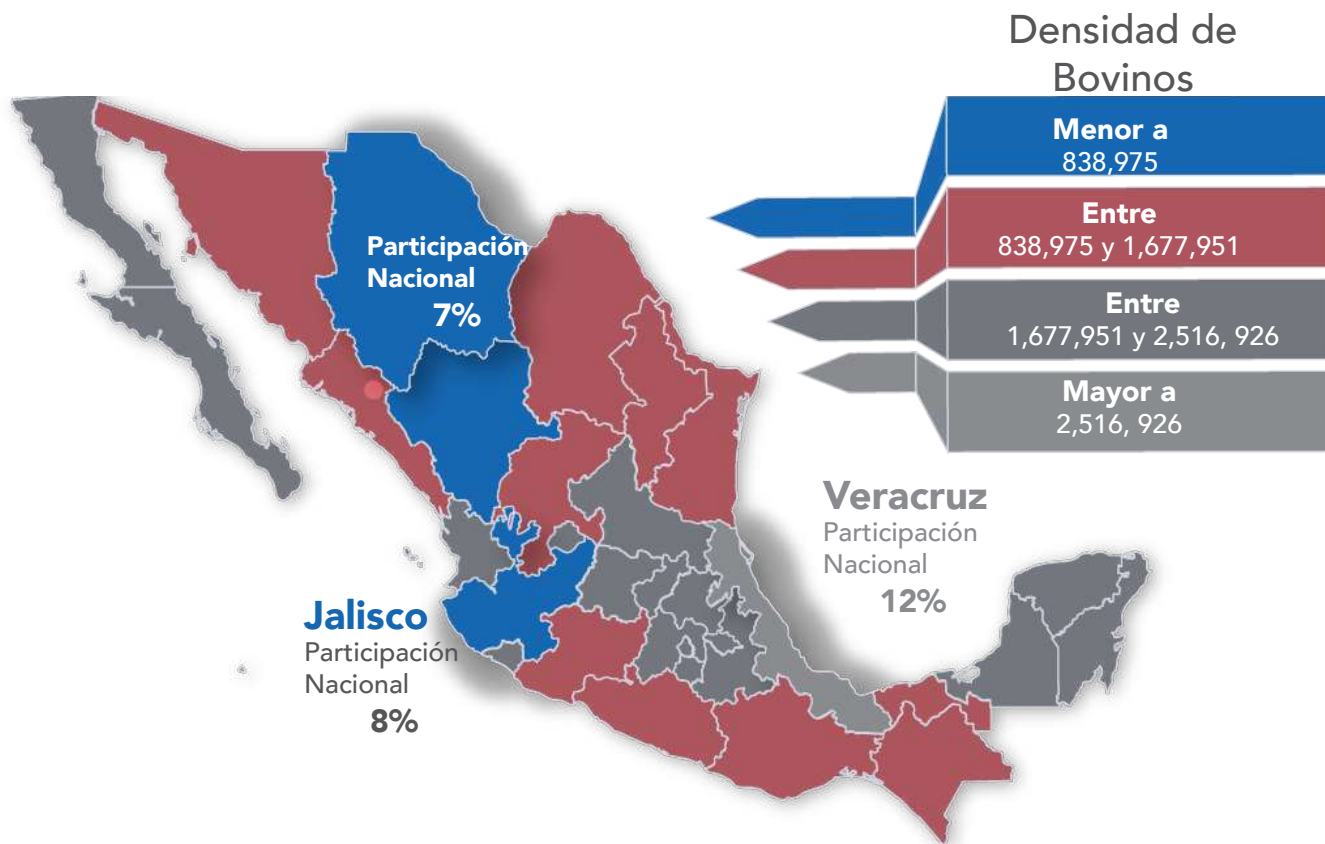 Densidad de
Bovinos
Menor a
838,975
Entre
838,975 y 1,677,951
Entre
1,677,951 y 2,516, 926
Mayor a
2,516, 926
Participación
Nacional
7%
Veracruz
Participación
Nacional
12%
Jalisco
Participación
Nacional
8%